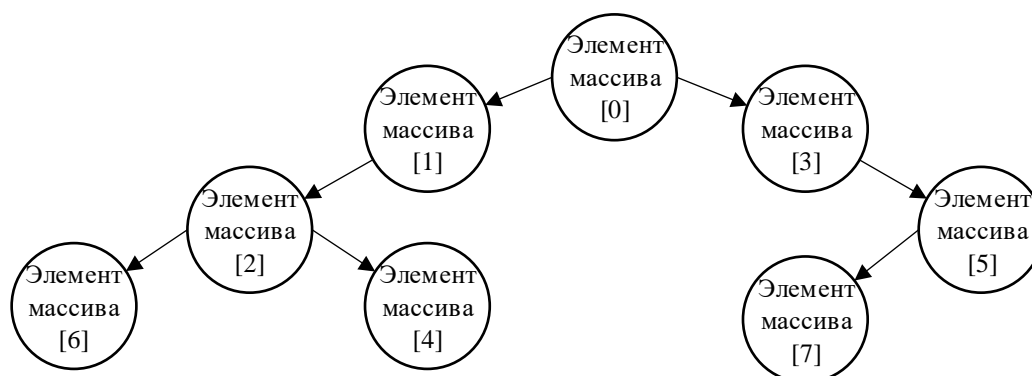 Элемент
массива
[0]
Элемент
массива
[1]
Элемент
массива
[3]
Элемент
массива
[2]
Элемент
массива
[5]
Элемент
массива
[6]
Элемент
массива
[4]
Элемент
массива
[7]